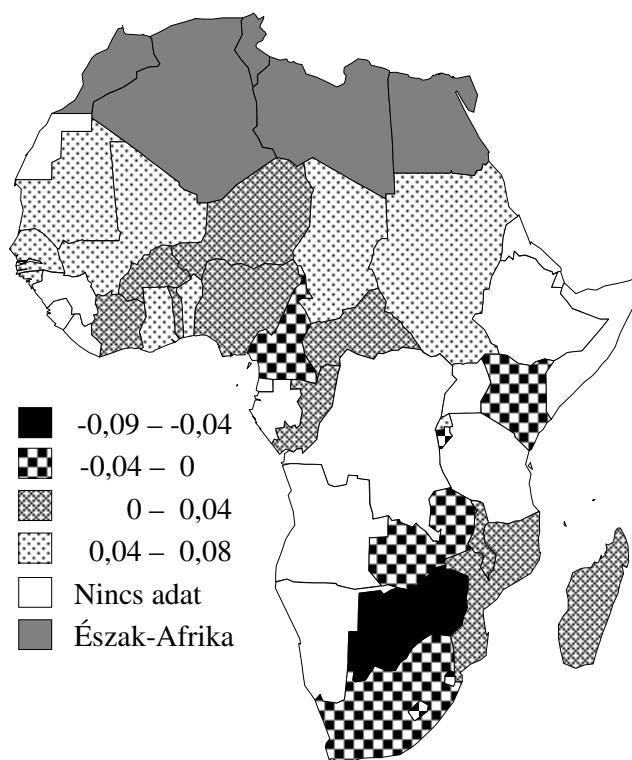 -0,09 – -0,04
-0,04 – 0
0 – 0,04
0,04 – 0,08
Nincs adat
Észak-Afrika